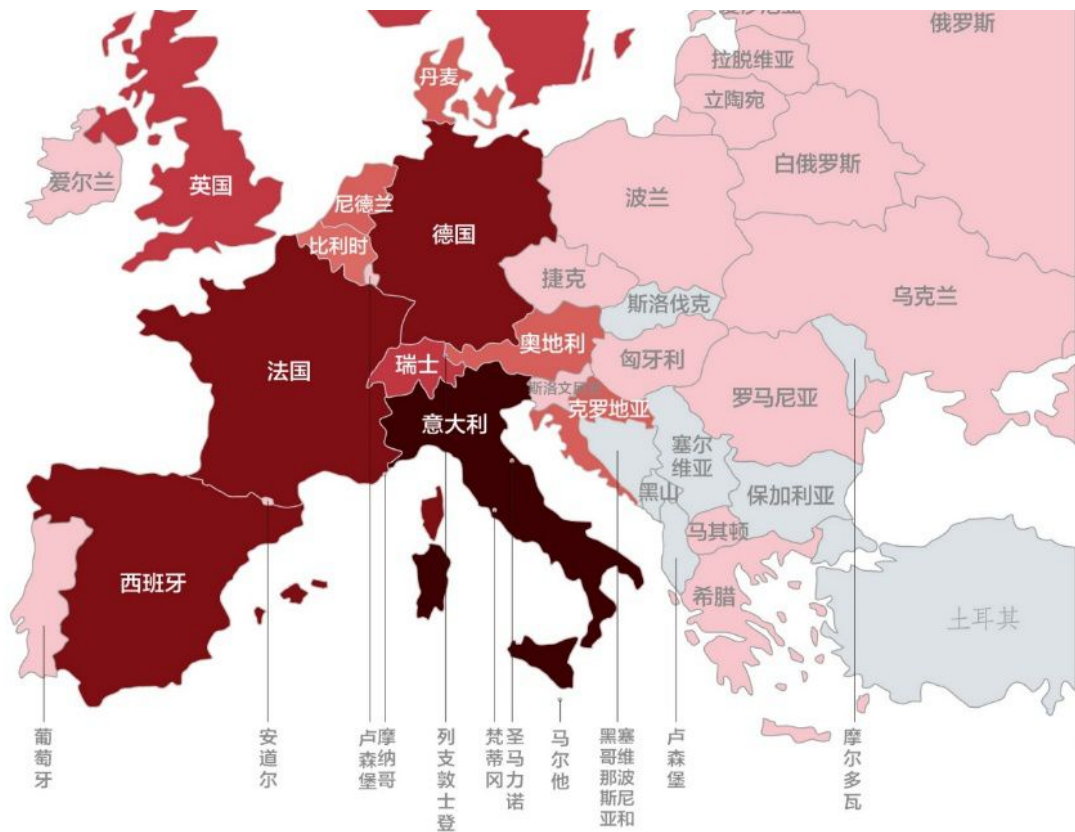 俄罗斯
拉脱维亚
立陶宛
白俄罗斯
丹麦
爱尔兰
英国
尼德兰
比利时
德国
波兰
捷克
斯洛伐克
乌克兰
奥地利
匈牙利
法国
瑞士
斯洛文尼亚
克罗地亚
罗马尼亚
意大利
塞尔
维亚
黑山
保加利亚
马其顿
西班牙
希腊
土耳其
葡萄牙
安道尔
卢森堡
摩纳哥
列支敦士登
梵蒂冈
圣马力诺
马尔他
黑哥那斯亚
塞维波尼和
卢森堡
摩尔多瓦